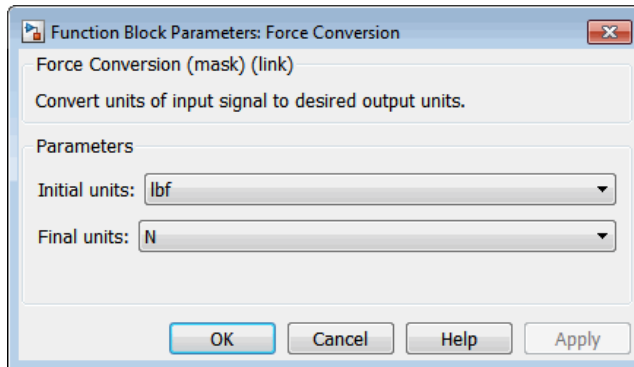 Function Block Parameters: Force Conversion
Force Conversion (mask) (link)
Convert units of input signal to desired output units.
Parameters
Initial units: lbf
Final units: N
OK Cancel Help Apply